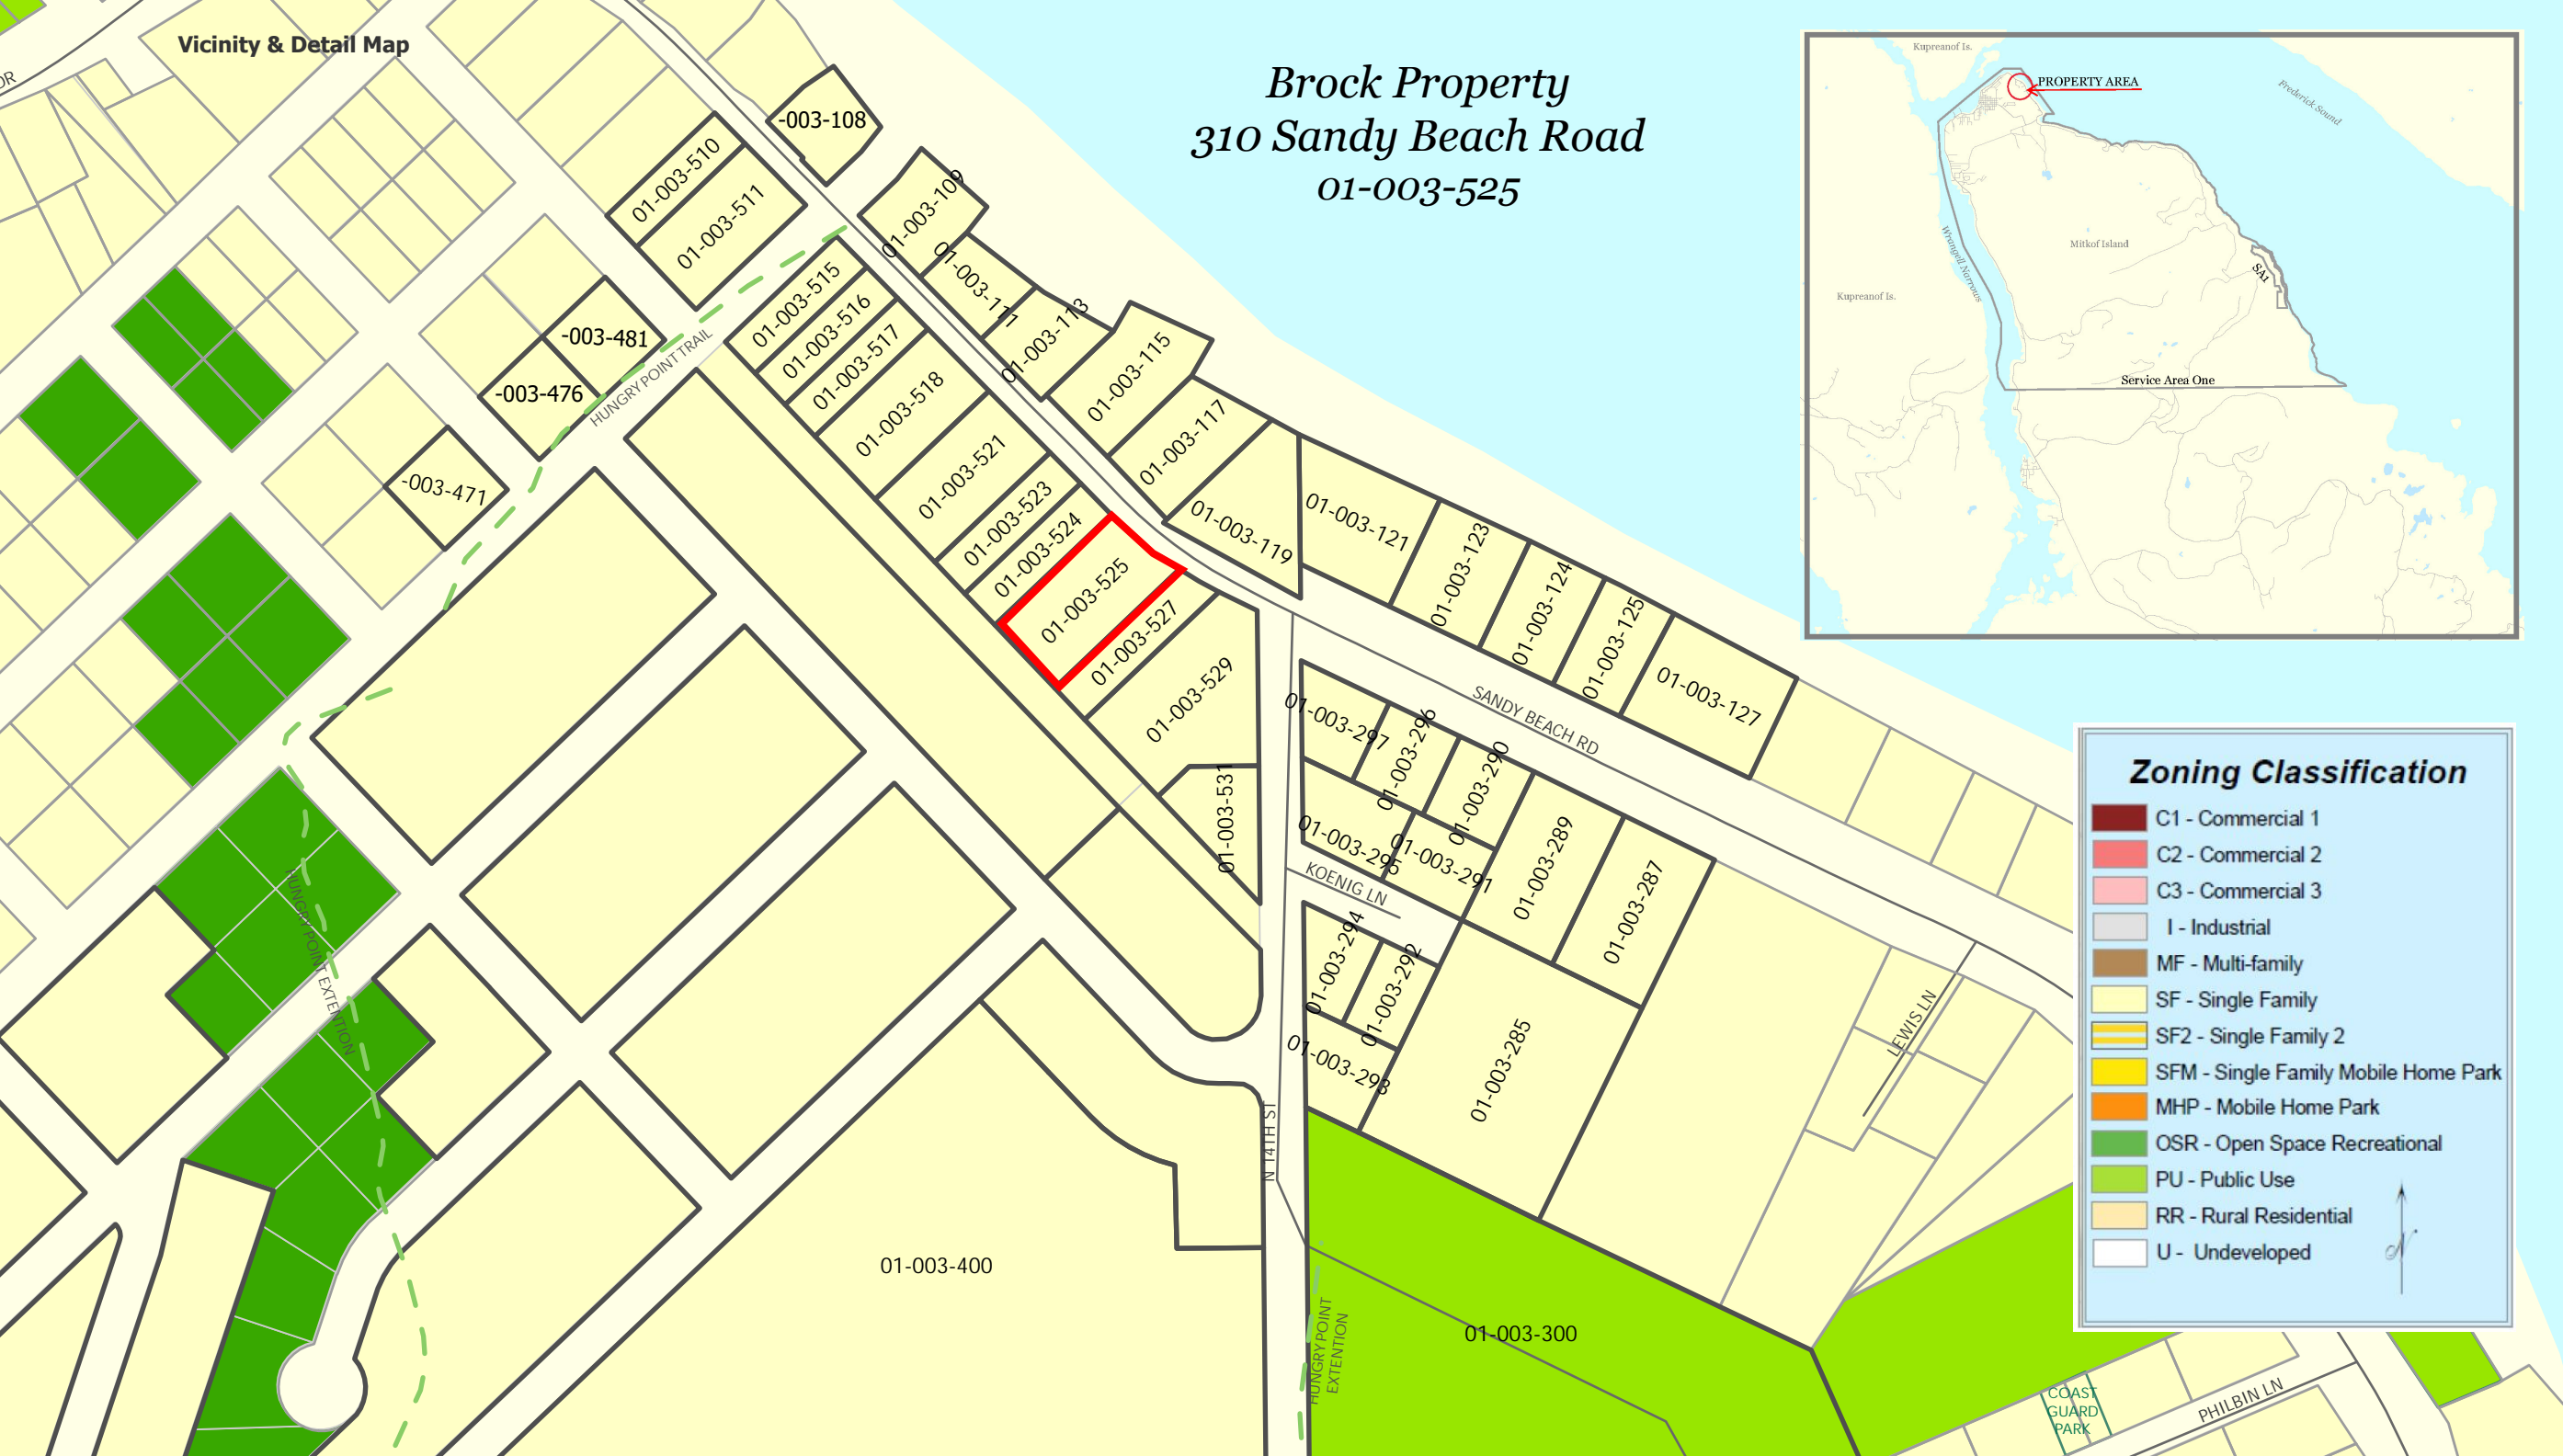 Vicinity & Detail Map
Brock Property
310 Sandy Beach Road
01-003-525
Kupreanof Is.
PROPERTY AREA
Frederick Sound
Wrangell Narrows
Mitkof Island
SA1
Kupreanof Is.
Service Area One
DR
-003-108
01-003-510
01-003-511
01-003-109
01-003-111
01-003-113
01-003-115
01-003-117
01-003-119
01-003-121
01-003-123
01-003-124
01-003-125
01-003-127
-003-481
-003-476
-003-471
HUNGRY POINT TRAIL
01-003-515
01-003-516
01-003-517
01-003-518
01-003-521
01-003-523
01-003-524
01-003-525
01-003-527
01-003-529
01-003-531
SANDY BEACH RD
01-003-297
01-003-296
01-003-290
01-003-295
01-003-291
01-003-289
01-003-287
KOENIG LN
01-003-294
01-003-292
01-003-293
01-003-285
LEWIS LN
HUNGRY POINT EXTENTION
N 14TH ST
01-003-400
01-003-300
HUNGRY POINT
EXTENTION
COAST
GUARD
PARK
PHILBIN LN
Zoning Classification
C1 - Commercial 1
C2 - Commercial 2
C3 - Commercial 3
I - Industrial
MF - Multi-family
SF - Single Family
SF2 - Single Family 2
SFM - Single Family Mobile Home Park
MHP - Mobile Home Park
OSR - Open Space Recreational
PU - Public Use
RR - Rural Residential
U - Undeveloped
N